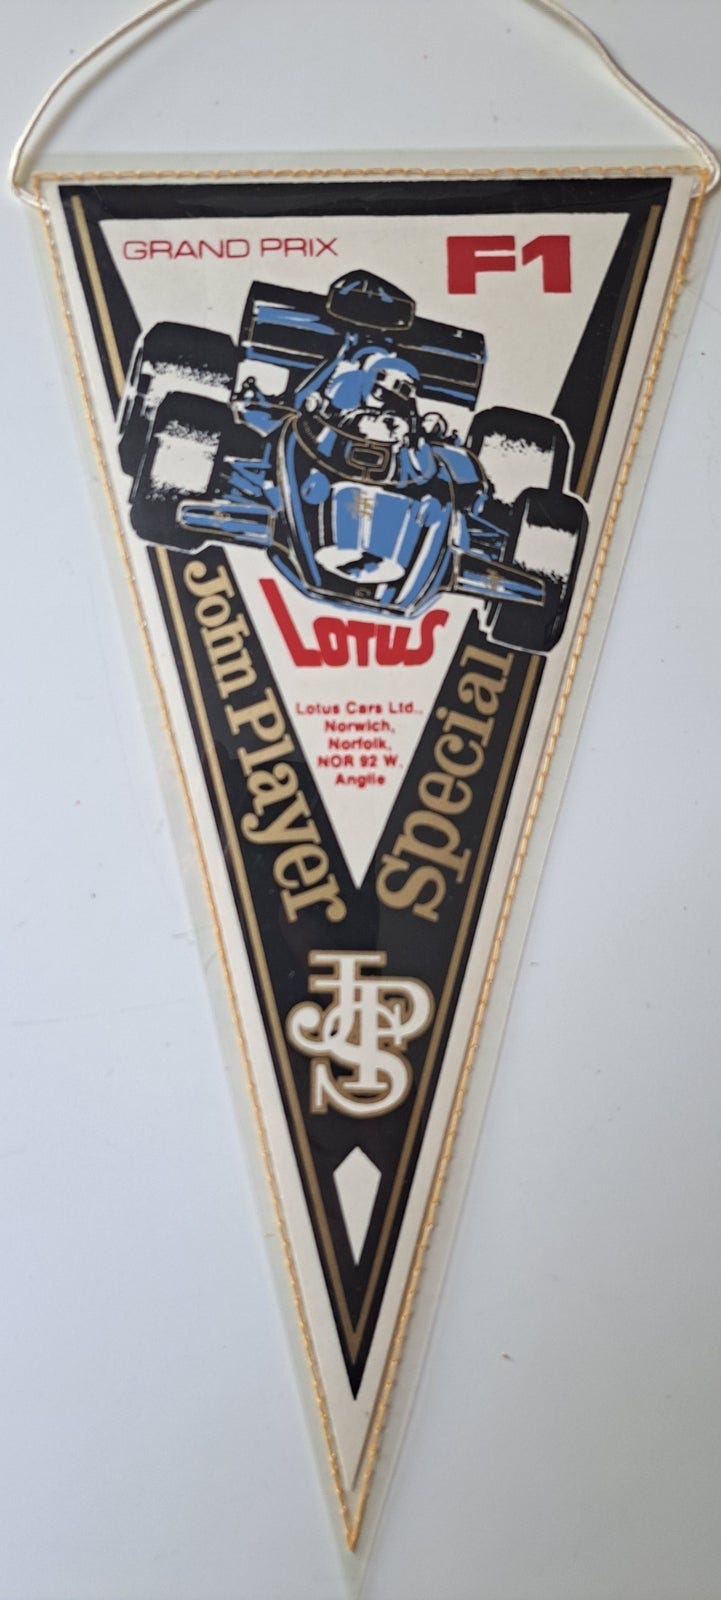 GRAND PRIX
F1
LOTUS
Lotus Cars Ltd.,
Norwich,
Norfolk,
NOR 92 W.
Anglie
John Player
Special
JPS